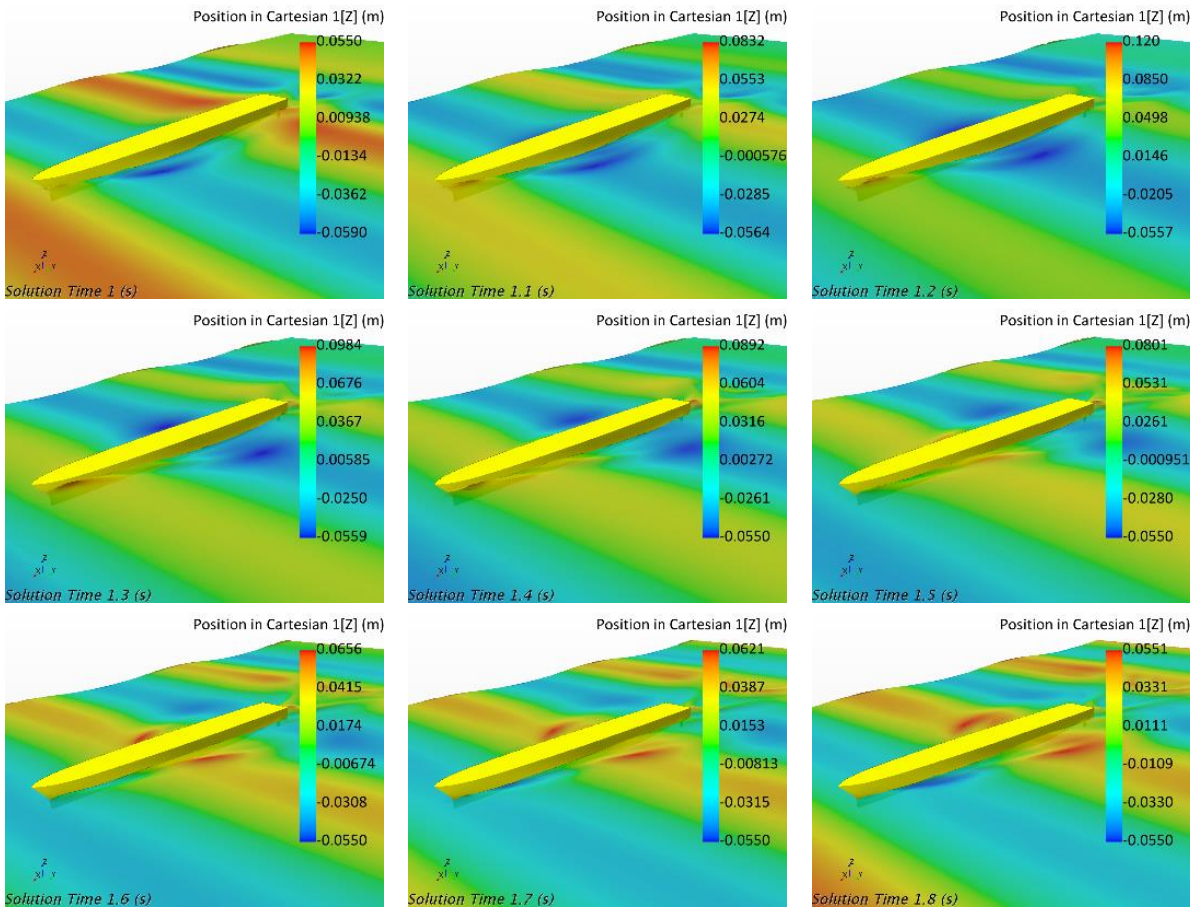 Position in Cartesian 1[Z] (m)
0.0550
0.0322
0.00938
-0.0134
-0.0362
-0.0590
Z
X Y
Solution Time 1 (s)
Position in Cartesian 1[Z] (m)
0.0832
0.0553
0.0274
-0.000576
-0.0285
-0.0564
Z
X Y
Solution Time 1.1 (s)
Position in Cartesian 1[Z] (m)
0.120
0.0850
0.0498
0.0146
-0.0205
-0.0557
Z
X Y
Solution Time 1.2 (s)
Position in Cartesian 1[Z] (m)
0.0984
0.0676
0.0367
0.00585
-0.0250
-0.0559
Z
X Y
Solution Time 1.3 (s)
Position in Cartesian 1[Z] (m)
0.0892
0.0604
0.0316
0.00272
-0.0261
-0.0550
Z
X Y
Solution Time 1.4 (s)
Position in Cartesian 1[Z] (m)
0.0801
0.0531
0.0261
-0.000951
-0.0280
-0.0550
Z
X Y
Solution Time 1.5 (s)
Position in Cartesian 1[Z] (m)
0.0656
0.0415
0.0174
-0.00674
-0.0308
-0.0550
Z
X Y
Solution Time 1.6 (s)
Position in Cartesian 1[Z] (m)
0.0621
0.0387
0.0153
-0.00813
-0.0315
-0.0550
Z
X Y
Solution Time 1.7 (s)
Position in Cartesian 1[Z] (m)
0.0551
0.0331
0.0111
-0.0109
-0.0330
-0.0550
Z
X Y
Solution Time 1.8 (s)